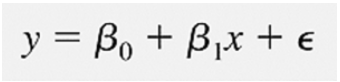 y = β₀ + β₁x + ϵ